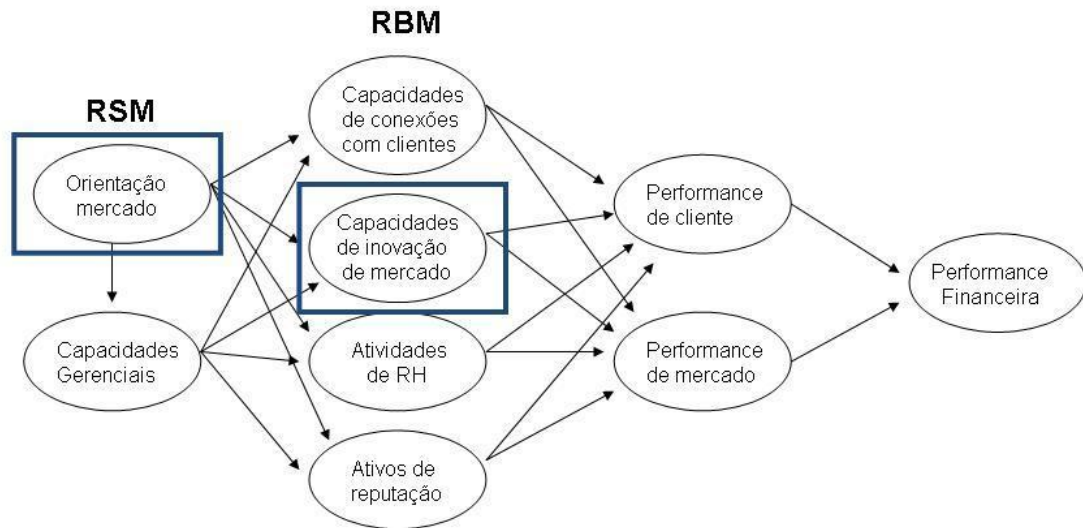 RBM
RSM
Capacidades
de conexões
com clientes
Orientação
mercado
Capacidades
de inovação
de mercado
Performance
de cliente
Performance
Financeira
Capacidades
Gerenciais
Atividades
de RH
Performance
de mercado
Ativos de
reputação